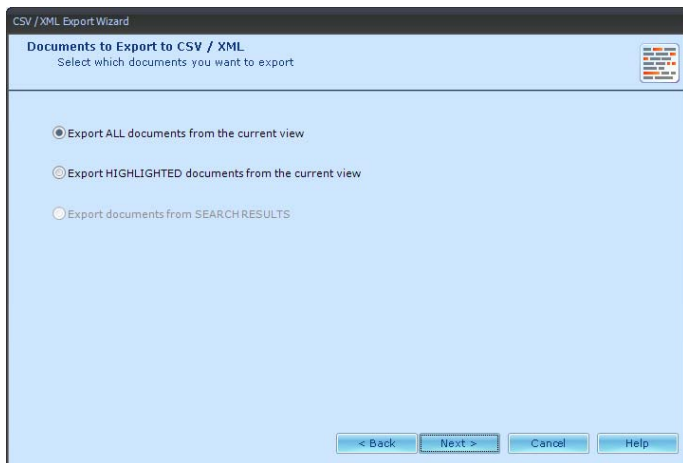 CSV / XML Export Wizard
Documents to Export to CSV / XML
Select which documents you want to export
Export ALL documents from the current view
Export HIGHLIGHTED documents from the current view
Export documents from SEARCH RESULTS
< Back Next > Cancel Help